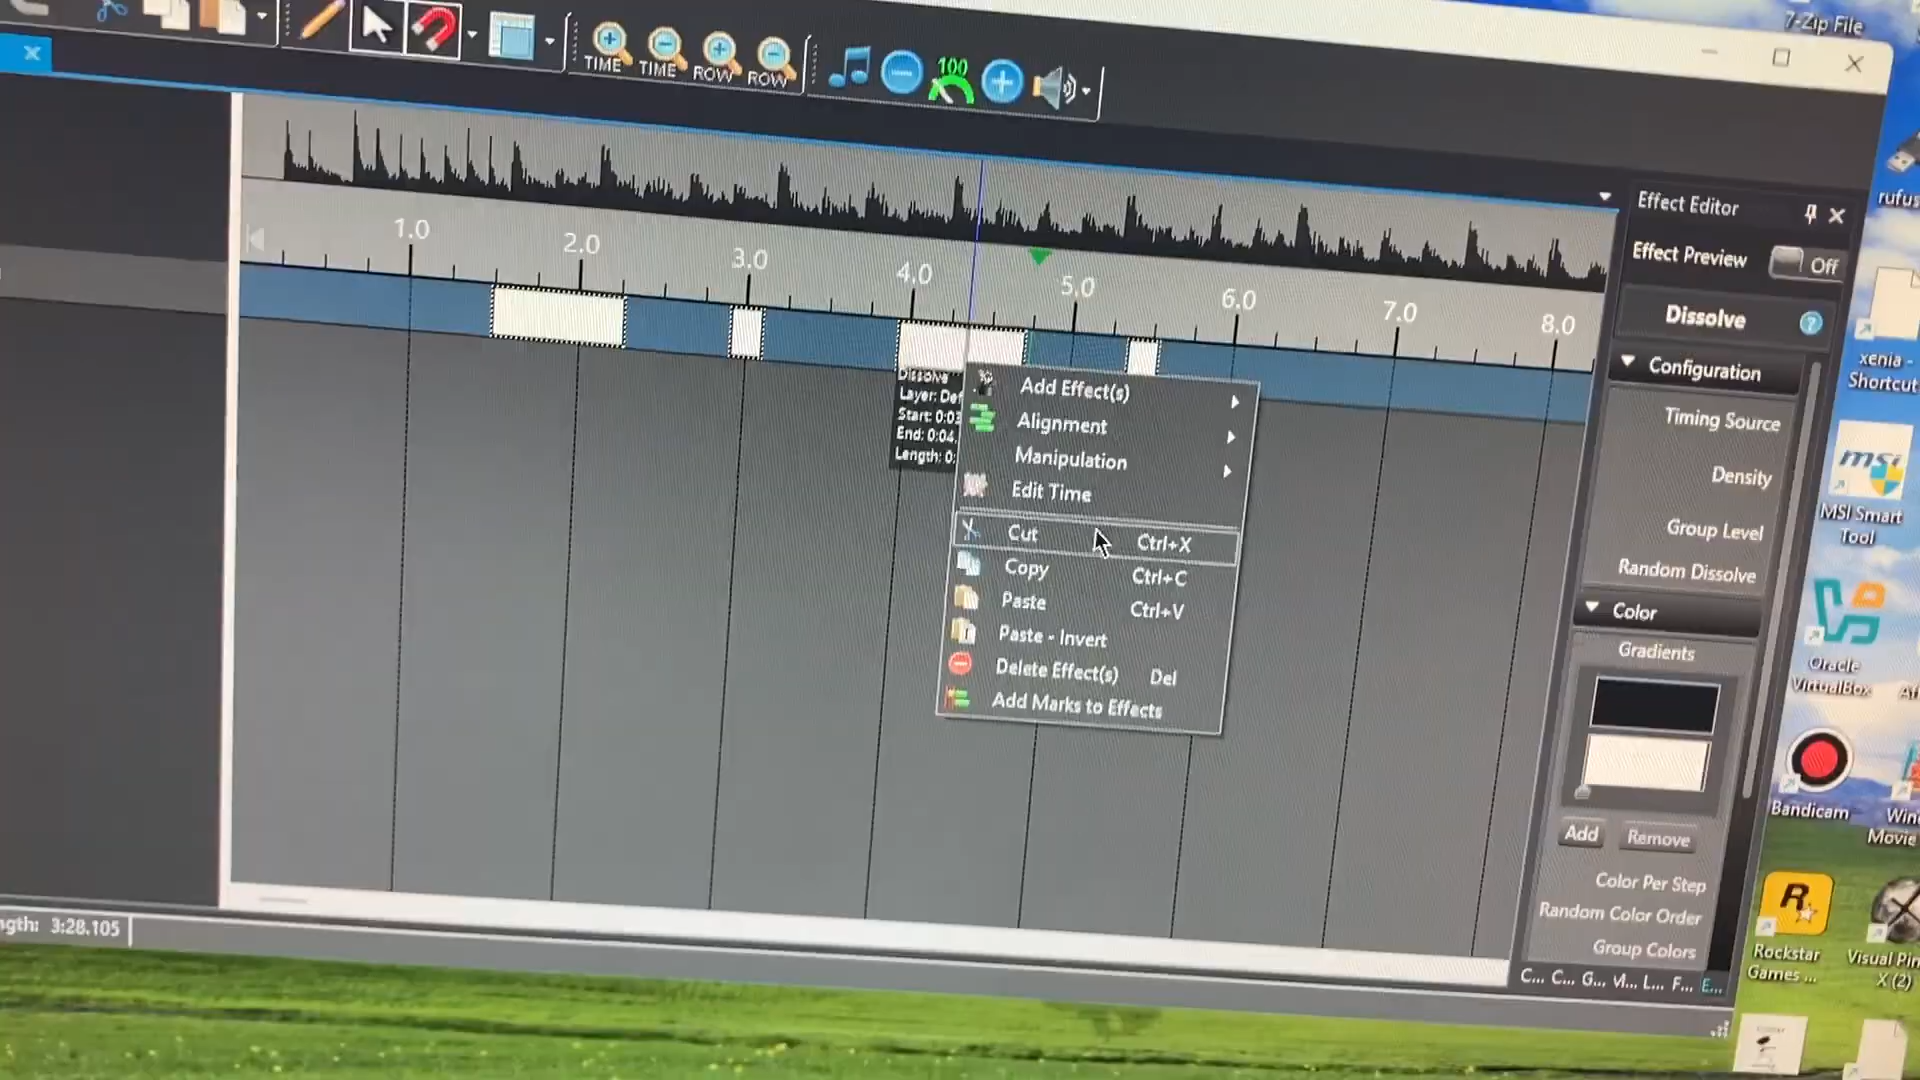 7-Zip File
TIME
TIME
ROW
ROW
100
rufus
Effect Editor
Effect Preview
Off
1.0
2.0
3.0
4.0
5.0
6.0
7.0
8.0
Dissolve
Configuration
Timing Source
Density
Group Level
Random Dissolve
Color
Gradients
Add
Remove
Color Per Step
Random Color Order
Group Colors
C... C... G... L... F... E...
Dissolve
Layer: Def
Start: 0:03
End: 0:04.
Length: 0:
Add Effect(s)
Alignment
Manipulation
Edit Time
Cut Ctrl+X
Copy Ctrl+C
Paste Ctrl+V
Paste - Invert
Delete Effect(s) Del
Add Marks to Effects
ngth: 3:28.105
xenia -
Shortcut
msi
MSI Smart
Tool
Oracle
VirtualBox
Bandicam
Win
Movie
R
Rockstar
Games ...
Visual Pin
X (2)